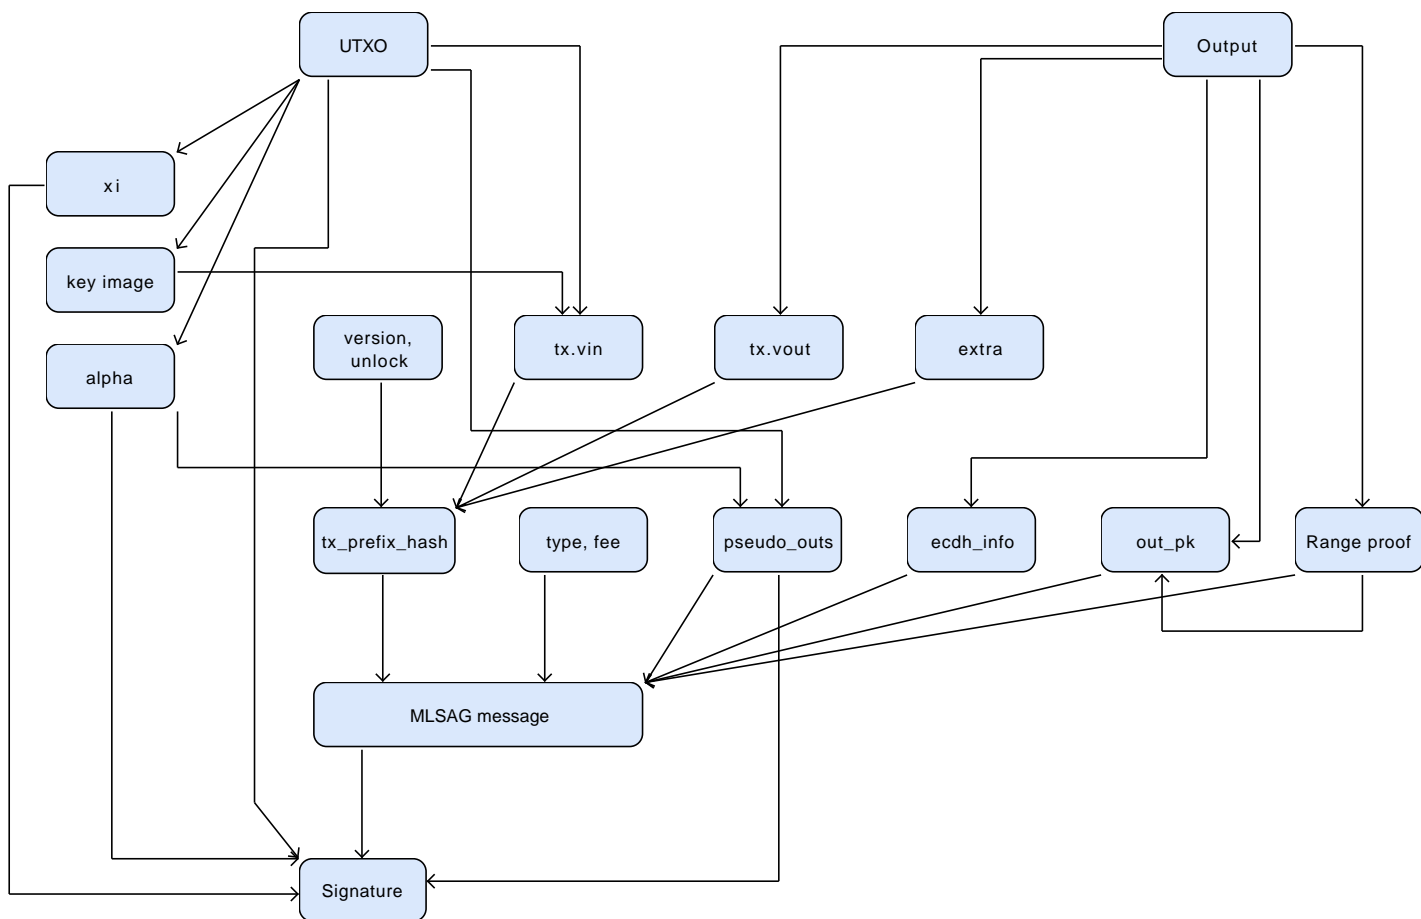 UTXO
Output
xi
key image
version,
unlock
tx.vin
tx.vout
extra
alpha
tx_prefix_hash
type, fee
pseudo_outs
ecdh_info
out_pk
Range proof
MLSAG message
Signature